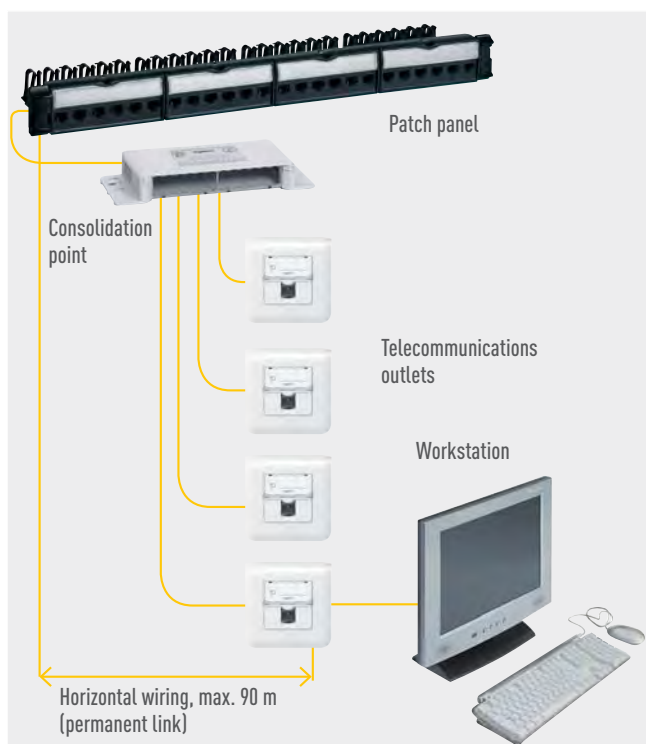 Patch panel
Consolidation
point
Telecommunications
outlets
Workstation
Horizontal wiring, max. 90 m
(permanent link)